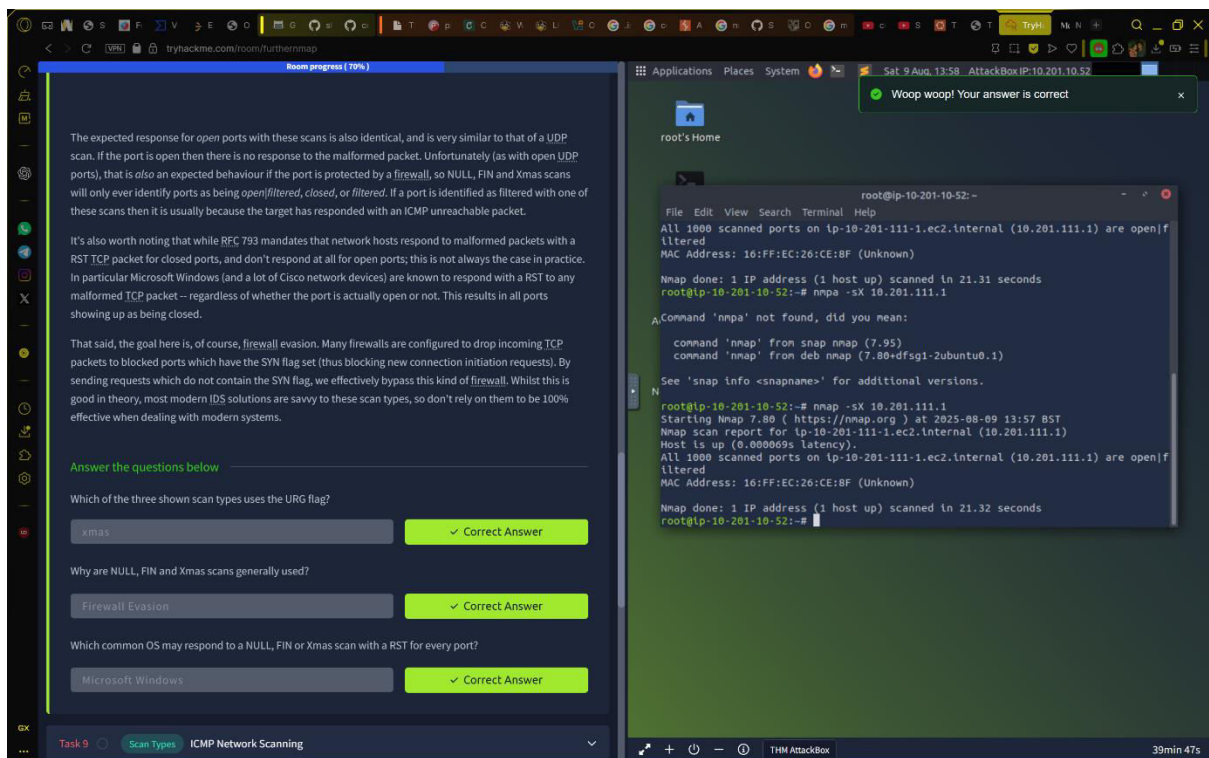 VPN tryhackme.com/room/furthernmap
TryH
Room progress ( 70% )
The expected response for open ports with these scans is also identical, and is very similar to that of a UDP
scan. If the port is open then there is no response to the malformed packet. Unfortunately (as with open UDP
ports), that is also an expected behaviour if the port is protected by a firewall, so NULL, FIN and Xmas scans
will only ever identify ports as being open|filtered, closed, or filtered. If a port is identified as filtered with one of
these scans then it is usually because the target has responded with an ICMP unreachable packet.
It's also worth noting that while RFC 793 mandates that network hosts respond to malformed packets with a
RST TCP packet for closed ports, and don't respond at all for open ports; this is not always the case in practice.
In particular Microsoft Windows (and a lot of Cisco network devices) are known to respond with a RST to any
malformed TCP packet -- regardless of whether the port is actually open or not. This results in all ports
showing up as being closed.
That said, the goal here is, of course, firewall evasion. Many firewalls are configured to drop incoming TCP
packets to blocked ports which have the SYN flag set (thus blocking new connection initiation requests). By
sending requests which do not contain the SYN flag, we effectively bypass this kind of firewall. Whilst this is
good in theory, most modern IDS solutions are savvy to these scan types, so don't rely on them to be 100%
effective when dealing with modern systems.
Answer the questions below
Which of the three shown scan types uses the URG flag?
xmas
✓ Correct Answer
Why are NULL, FIN and Xmas scans generally used?
Firewall Evasion
✓ Correct Answer
Which common OS may respond to a NULL, FIN or Xmas scan with a RST for every port?
Microsoft Windows
✓ Correct Answer
GX
Task 9 Scan Types ICMP Network Scanning
Applications Places System Sat 9 Aug, 13:58 AttackBox IP:10.201.10.52
Woop woop! Your answer is correct ×
root's Home
root@ip-10-201-10-52: ~
File Edit View Search Terminal Help
All 1000 scanned ports on ip-10-201-111-1.ec2.internal (10.201.111.1) are open|f
iltered
MAC Address: 16:FF:EC:26:CE:8F (Unknown)
Nmap done: 1 IP address (1 host up) scanned in 21.31 seconds
root@ip-10-201-10-52:~# nmpa -sX 10.201.111.1
Command 'nmpa' not found, did you mean:
command 'nmap' from snap nmap (7.95)
command 'nmap' from deb nmap (7.80+dfsg1-2ubuntu0.1)
See 'snap info <snapname>' for additional versions.
root@ip-10-201-10-52:~# nmap -sX 10.201.111.1
Starting Nmap 7.80 ( https://nmap.org ) at 2025-08-09 13:57 BST
Nmap scan report for ip-10-201-111-1.ec2.internal (10.201.111.1)
Host is up (0.000069s latency).
All 1000 scanned ports on ip-10-201-111-1.ec2.internal (10.201.111.1) are open|f
iltered
MAC Address: 16:FF:EC:26:CE:8F (Unknown)
Nmap done: 1 IP address (1 host up) scanned in 21.32 seconds
root@ip-10-201-10-52:~#
THM AttackBox
39min 47s